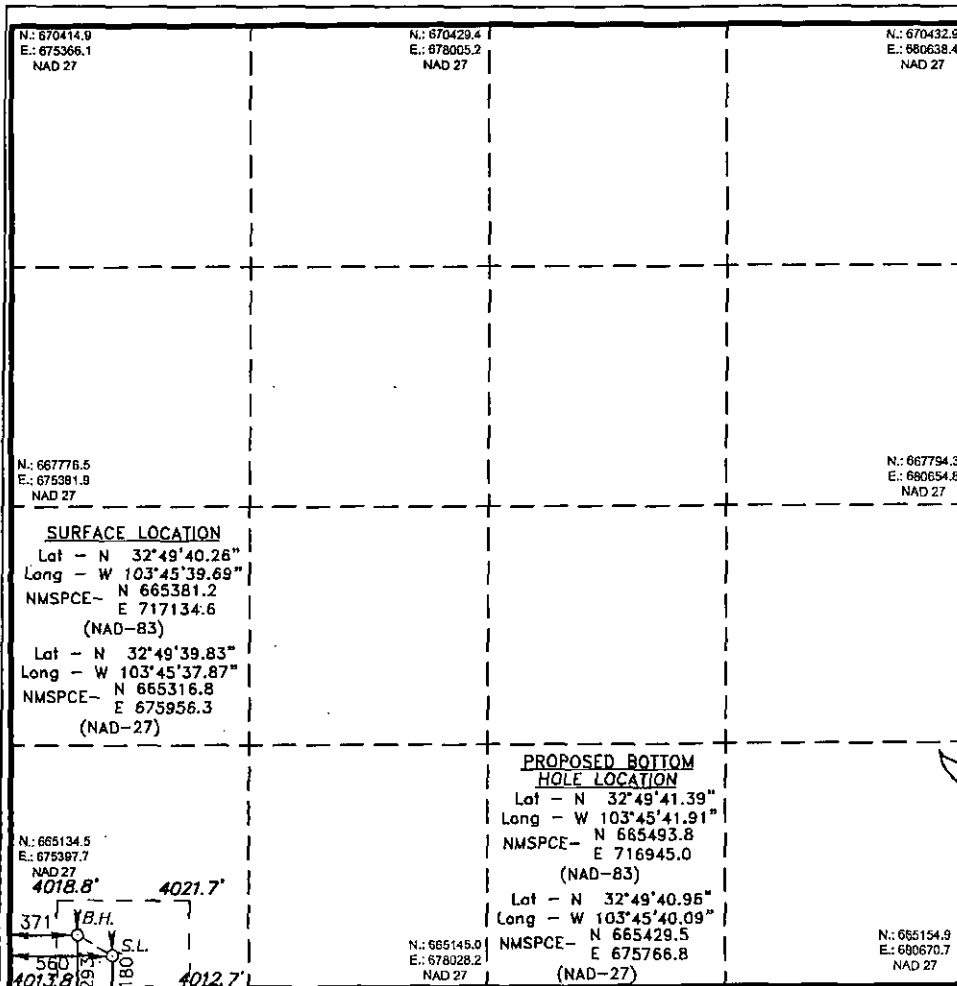 N.: 670414.9
E.: 675366.1
NAD 27
N.: 670429.4
E.: 678005.2
NAD 27
N.: 670432.9
E.: 680638.4
NAD 27
N.: 667776.5
E.: 675381.9
NAD 27
N.: 667794.3
E.: 680654.8
NAD 27
SURFACE LOCATION
Lat - N 32°49'40.26"
Long - W 103°45'39.69"
NMSPCE- N 665381.2
E 717134.6
(NAD-83)
Lat - N 32°49'39.83"
Long - W 103°45'37.87"
NMSPCE- N 665316.8
E 675956.3
(NAD-27)
PROPOSED BOTTOM
HOLE LOCATION
Lat - N 32°49'41.39"
Long - W 103°45'41.91"
NMSPCE- N 665493.8
E 716945.0
(NAD-83)
Lat - N 32°49'40.96"
Long - W 103°45'40.09"
NMSPCE- N 665429.5
E 675766.8
(NAD-27)
N.: 665134.5
E.: 675397.7
NAD 27
4018.8' 4021.7'
371'
B.H.
S.L.
560'
293'
180'
4013.8' 4012.7'
N.: 665145.0
E.: 678028.2
NAD 27
N.: 665154.9
E.: 680670.7
NAD 27